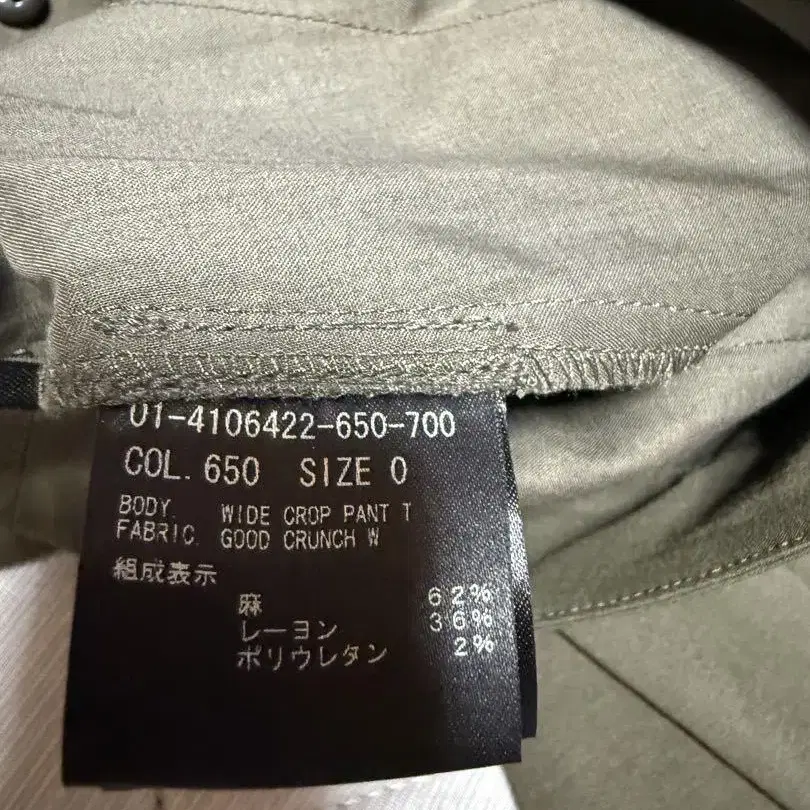 01-4106422-650-700
COL. 650 SIZE 0
BODY. WIDE CROP PANT T
FABRIC. GOOD CRUNCH W
組成表示
麻 62%
レーヨン 36%
ポリウレタン 2%